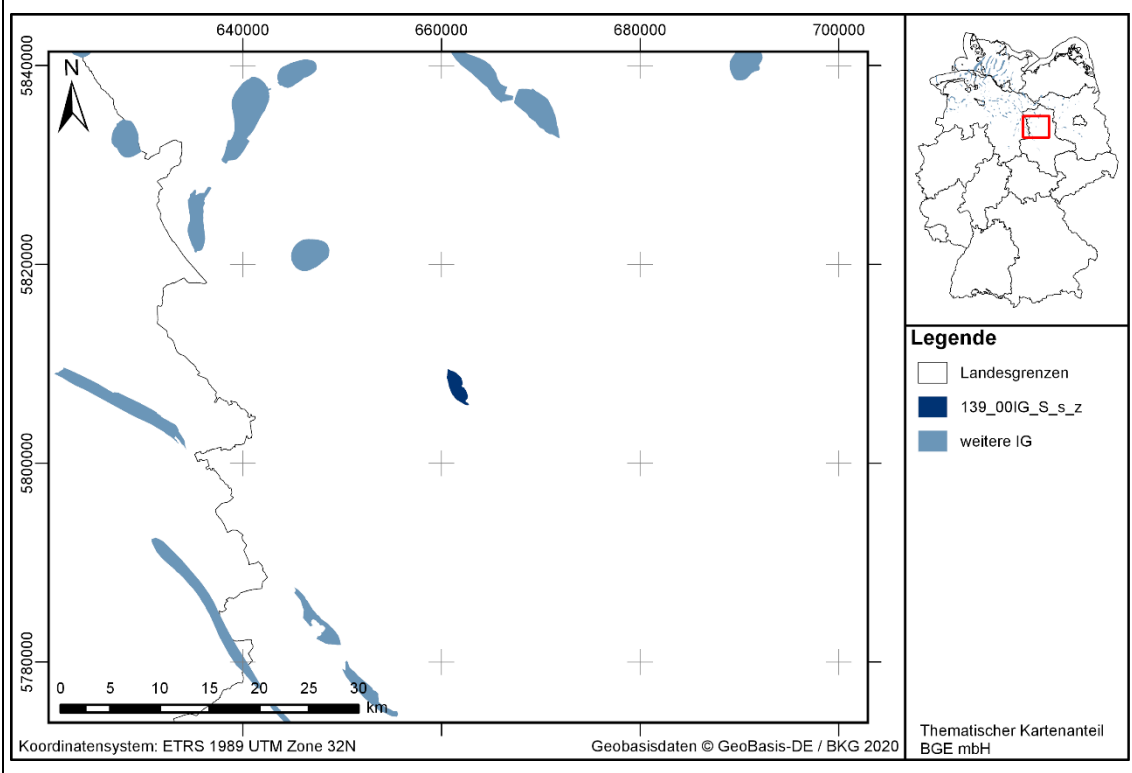 640000
660000
680000
700000
5840000
5820000
5800000
5780000
N
0
5
10
15
20
25
30
km
Koordinatensystem: ETRS 1989 UTM Zone 32N
Geobasisdaten © GeoBasis-DE / BKG 2020
Legende
Landesgrenzen
139_00IG_S_s_z
weitere IG
Thematischer Kartenanteil
BGE mbH